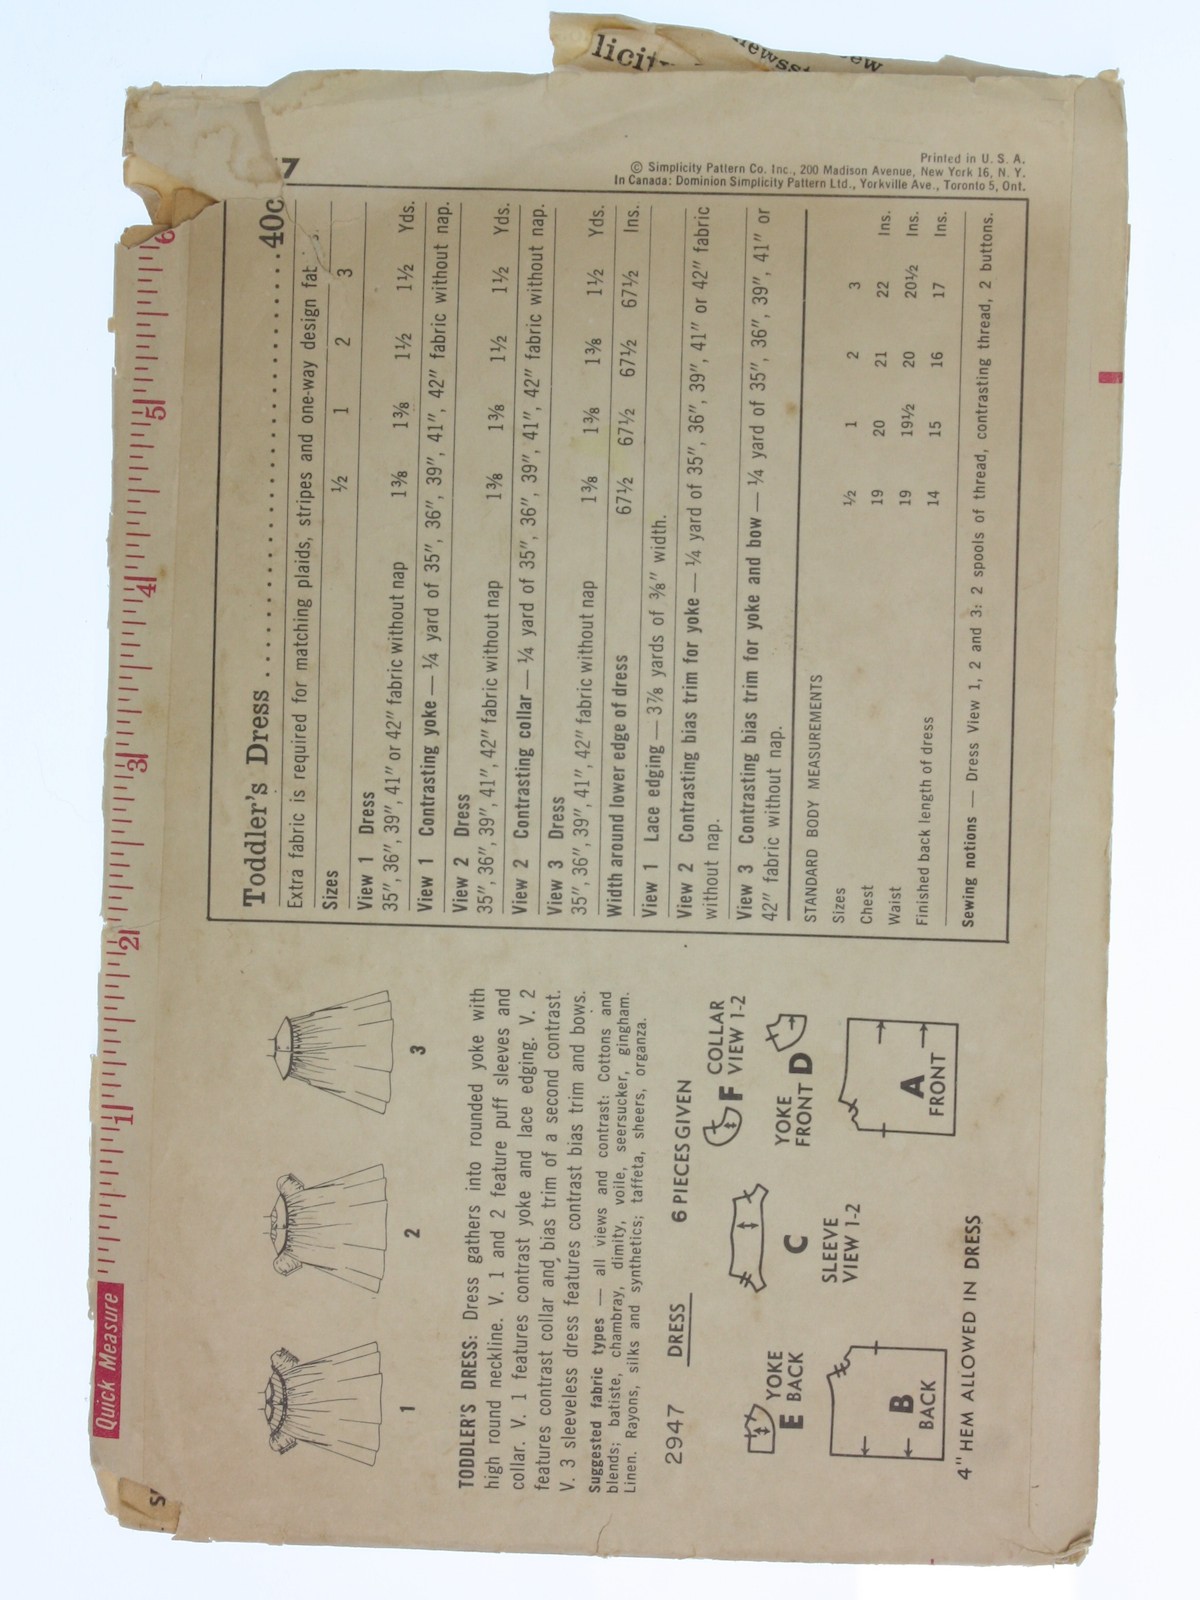 licity
newsst
sew
Quick Measure
1
2
3
4
5
6
7
Printed in U. S. A.
© Simplicity Pattern Co. Inc., 200 Madison Avenue, New York 16, N. Y.
In Canada: Dominion Simplicity Pattern Ltd., Yorkville Ave., Toronto 5, Ont.
1
2
3
TODDLER'S DRESS: Dress gathers into rounded yoke with
high round neckline. V. 1 and 2 feature puff sleeves and
collar. V. 1 features contrast yoke and lace edging. V. 2
features contrast collar and bias trim of a second contrast.
V. 3 sleeveless dress features contrast bias trim and bows.
Suggested fabric types — all views and contrast: Cottons and
blends; batiste, chambray, dimity, voile, seersucker, gingham.
Linen. Rayons, silks and synthetics; taffeta, sheers, organza.
2947 DRESS 6 PIECES GIVEN
E YOKE
BACK
C
SLEEVE
VIEW 1-2
F COLLAR
VIEW 1-2
YOKE
FRONT D
B
BACK
A
FRONT
4" HEM ALLOWED IN DRESS
Toddler's Dress . . . . . . . . . . . . . . . . . . . . . . . . . . 40c
Extra fabric is required for matching plaids, stripes and one-way design fab s.
Sizes ½ 1 2 3
View 1 Dress
35", 36", 39", 41" or 42" fabric without nap 1⅜ 1⅜ 1½ 1½ Yds.
View 1 Contrasting yoke — ¼ yard of 35", 36", 39", 41", 42" fabric without nap.
View 2 Dress
35", 36", 39", 41", 42" fabric without nap 1⅜ 1⅜ 1½ 1½ Yds.
View 2 Contrasting collar — ¼ yard of 35", 36", 39", 41", 42" fabric without nap.
View 3 Dress
35", 36", 39", 41", 42" fabric without nap 1⅜ 1⅜ 1⅜ 1½ Yds.
Width around lower edge of dress 67½ 67½ 67½ 67½ Ins.
View 1 Lace edging — 3⅞ yards of ⅜" width.
View 2 Contrasting bias trim for yoke — ¼ yard of 35", 36", 39", 41" or 42" fabric
without nap.
View 3 Contrasting bias trim for yoke and bow — ¼ yard of 35", 36", 39", 41" or
42" fabric without nap.
STANDARD BODY MEASUREMENTS
Sizes ½ 1 2 3
Chest 19 20 21 22 Ins.
Waist 19 19½ 20 20½ Ins.
Finished back length of dress 14 15 16 17 Ins.
Sewing notions — Dress View 1, 2 and 3: 2 spools of thread, contrasting thread, 2 buttons.